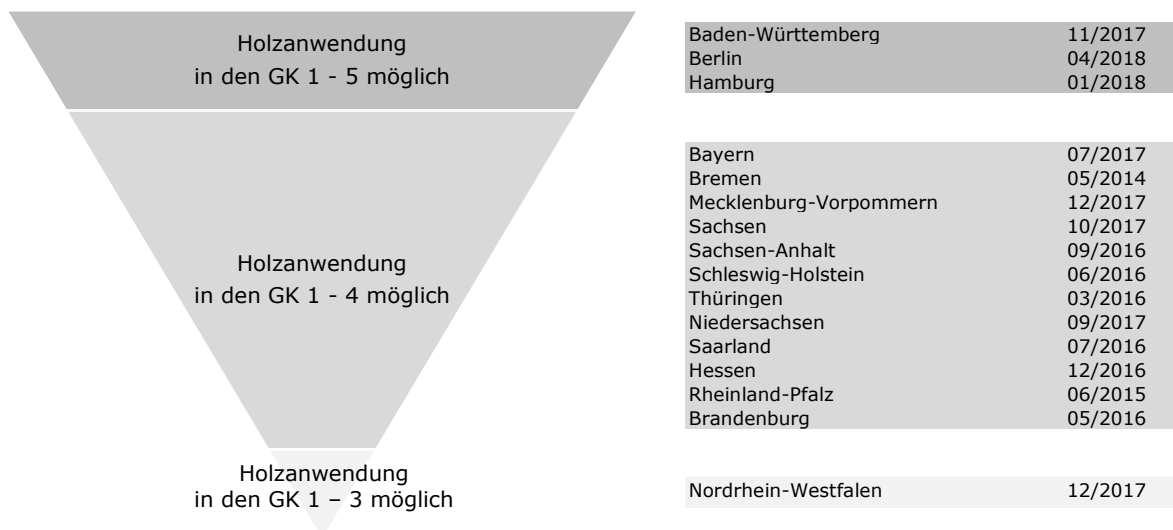 Holzanwendung
in den GK 1 - 5 möglich
Baden-Württemberg 11/2017
Berlin 04/2018
Hamburg 01/2018
Holzanwendung
in den GK 1 - 4 möglich
Bayern 07/2017
Bremen 05/2014
Mecklenburg-Vorpommern 12/2017
Sachsen 10/2017
Sachsen-Anhalt 09/2016
Schleswig-Holstein 06/2016
Thüringen 03/2016
Niedersachsen 09/2017
Saarland 07/2016
Hessen 12/2016
Rheinland-Pfalz 06/2015
Brandenburg 05/2016
Holzanwendung
in den GK 1 – 3 möglich
Nordrhein-Westfalen 12/2017